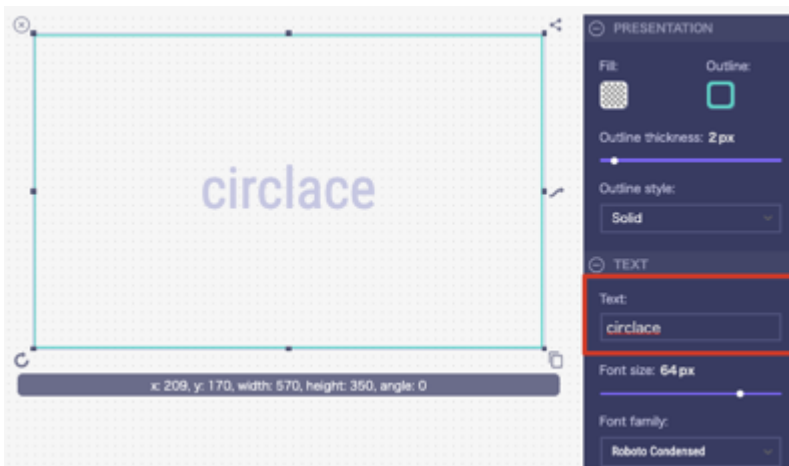 circlace
x: 209, y: 170, width: 570, height: 350, angle: 0
PRESENTATION
Fill:
Outline:
Outline thickness: 2 px
Outline style:
Solid
TEXT
Text:
circlace
Font size: 64 px
Font family:
Roboto Condensed